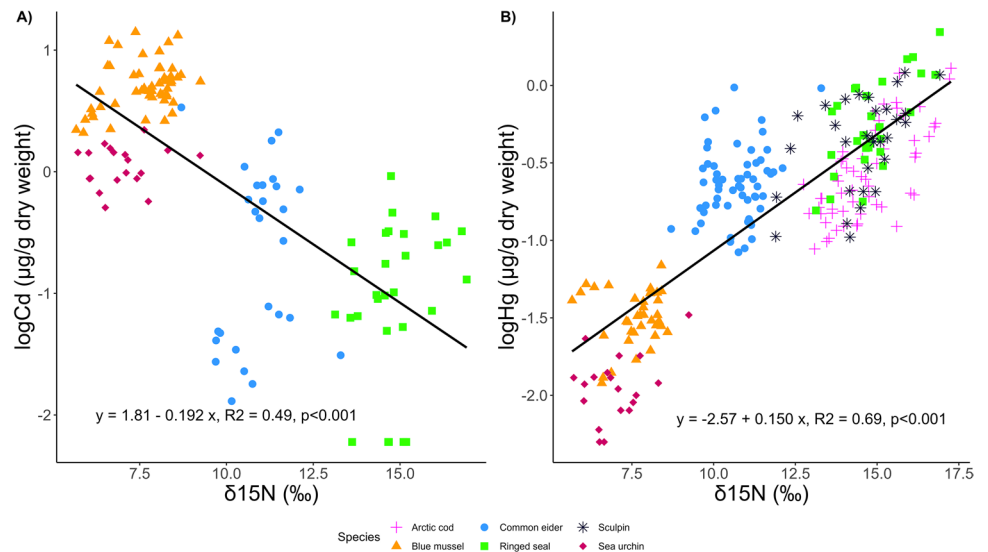 A)
B)
logCd (µg/g dry weight)
1
0
-1
-2
y = 1.81 - 0.192 x, R2 = 0.49, p<0.001
7.5
10.0
12.5
15.0
δ15N (‰)
logHg (µg/g dry weight)
0.0
-0.5
-1.0
-1.5
-2.0
y = -2.57 + 0.150 x, R2 = 0.69, p<0.001
7.5
10.0
12.5
15.0
17.5
δ15N (‰)
Species
Arctic cod
Common eider
Sculpin
Blue mussel
Ringed seal
Sea urchin